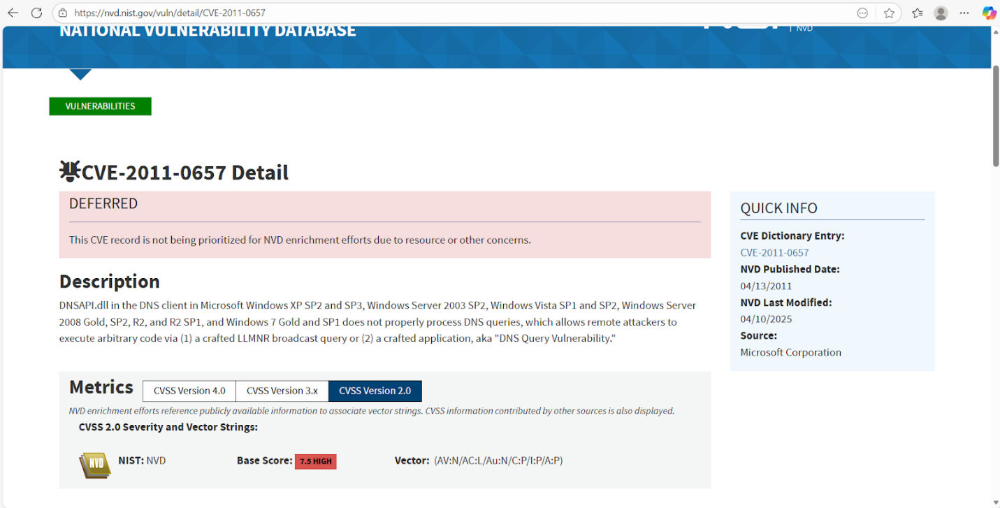 https://nvd.nist.gov/vuln/detail/CVE-2011-0657
NATIONAL VULNERABILITY DATABASE
NVD
VULNERABILITIES
CVE-2011-0657 Detail
DEFERRED
This CVE record is not being prioritized for NVD enrichment efforts due to resource or other concerns.
Description
DNSAPI.dll in the DNS client in Microsoft Windows XP SP2 and SP3, Windows Server 2003 SP2, Windows Vista SP1 and SP2, Windows Server
2008 Gold, SP2, R2, and R2 SP1, and Windows 7 Gold and SP1 does not properly process DNS queries, which allows remote attackers to
execute arbitrary code via (1) a crafted LLMNR broadcast query or (2) a crafted application, aka "DNS Query Vulnerability."
Metrics
CVSS Version 4.0
CVSS Version 3.x
CVSS Version 2.0
NVD enrichment efforts reference publicly available information to associate vector strings. CVSS information contributed by other sources is also displayed.
CVSS 2.0 Severity and Vector Strings:
NVD
NIST: NVD
Base Score: 7.5 HIGH
Vector: (AV:N/AC:L/Au:N/C:P/I:P/A:P)
QUICK INFO
CVE Dictionary Entry:
CVE-2011-0657
NVD Published Date:
04/13/2011
NVD Last Modified:
04/10/2025
Source:
Microsoft Corporation